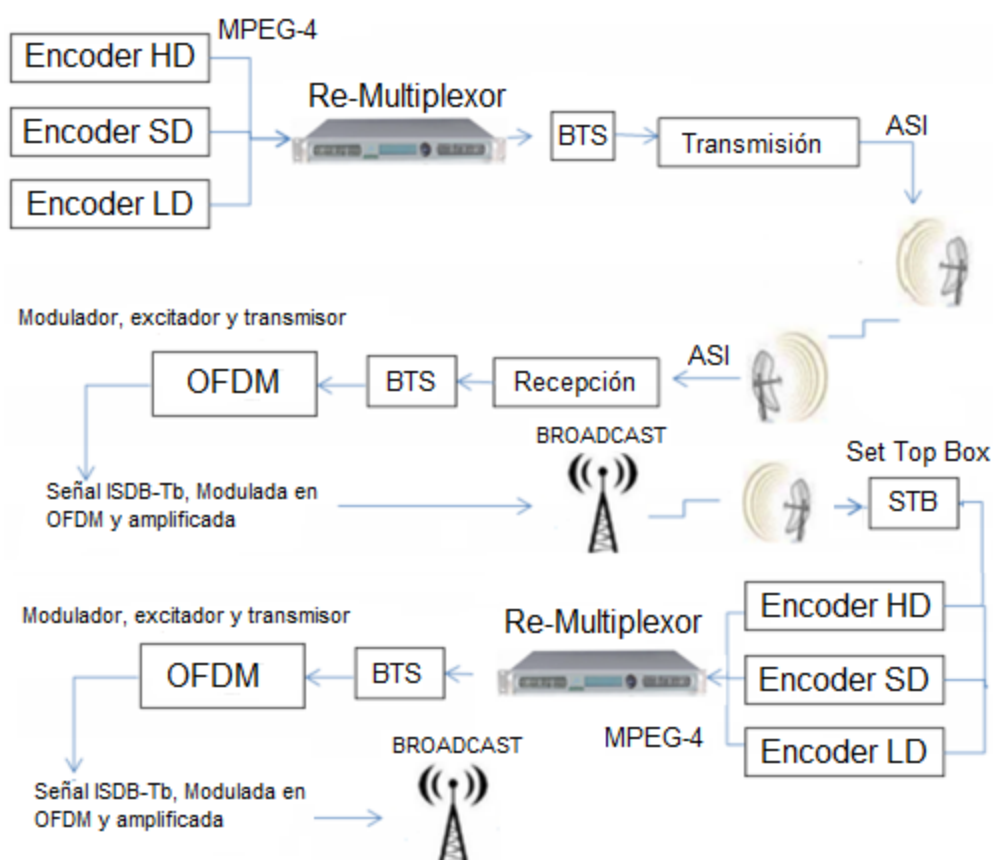 MPEG-4
Encoder HD
Re-Multiplexor
Encoder SD
BTS
Transmisión
ASI
Encoder LD
Modulador, excitador y transmisor
OFDM
BTS
Recepción
ASI
BROADCAST
Set Top Box
STB
Señal ISDB-Tb, Modulada en
OFDM y amplificada
Modulador, excitador y transmisor
Re-Multiplexor
Encoder HD
OFDM
BTS
Encoder SD
MPEG-4
Encoder LD
BROADCAST
Señal ISDB-Tb, Modulada en
OFDM y amplificada